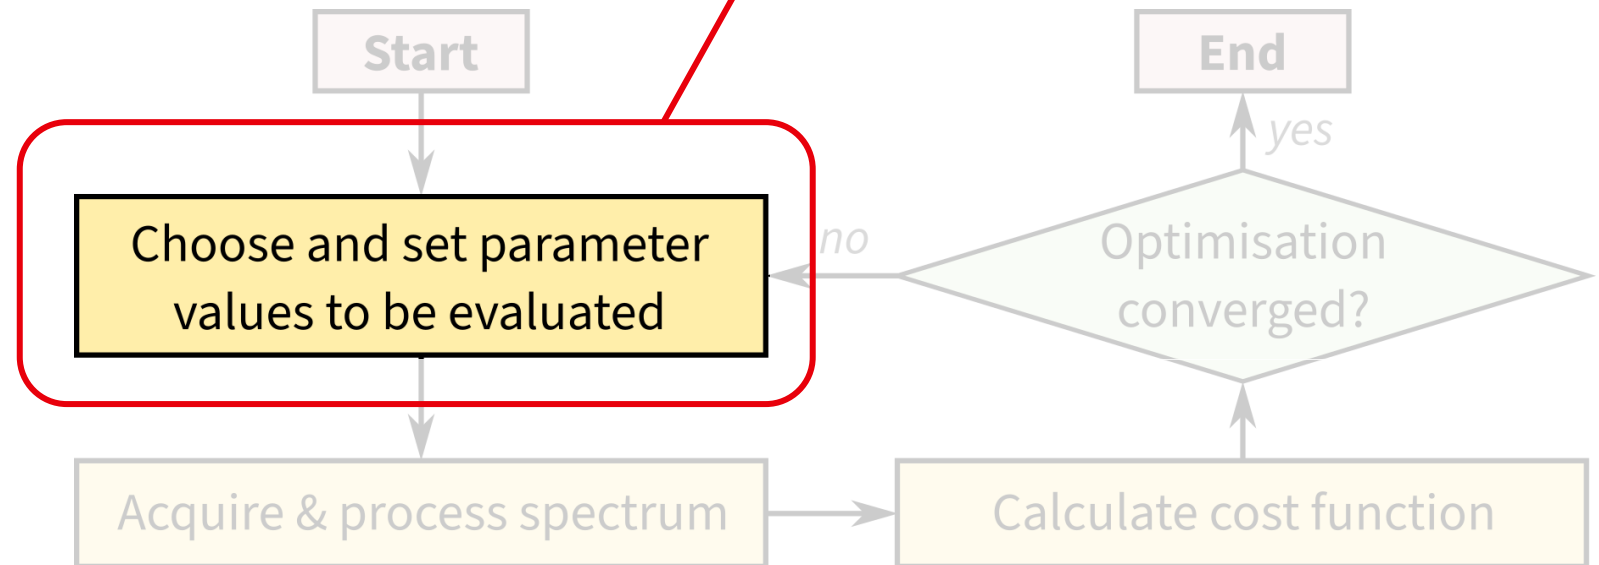 Start
End
yes
Choose and set parameter
values to be evaluated
no
Optimisation
converged?
Acquire & process spectrum
Calculate cost function